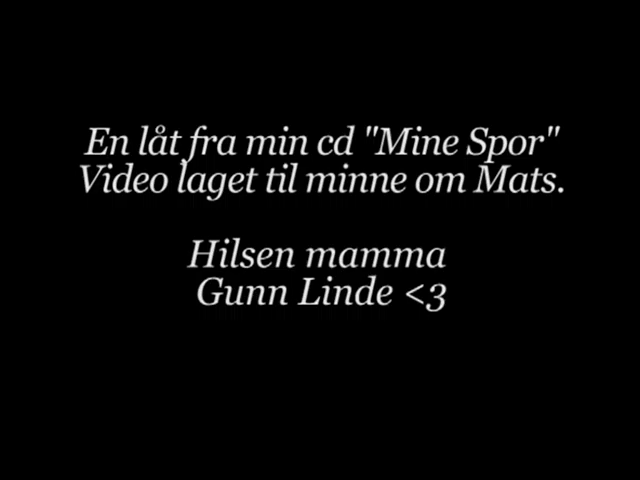 En låt fra min cd "Mine Spor"
Video laget til minne om Mats.
Hilsen mamma
Gunn Linde <3